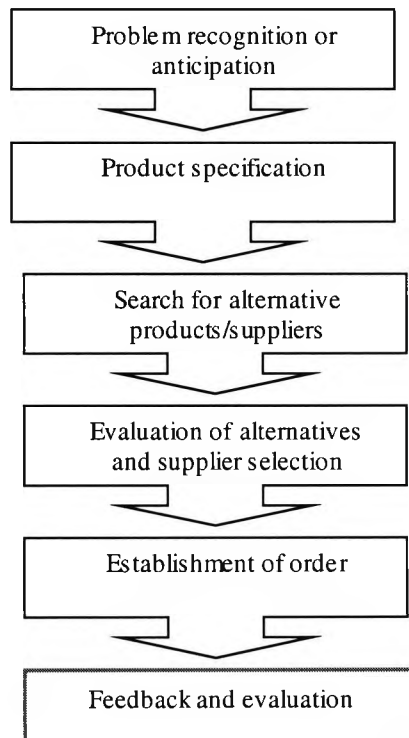 Problem recognition or
anticipation
Product specification
Search for alternative
products/suppliers
Evaluation of alternatives
and supplier selection
Establishment of order
Feedback and evaluation